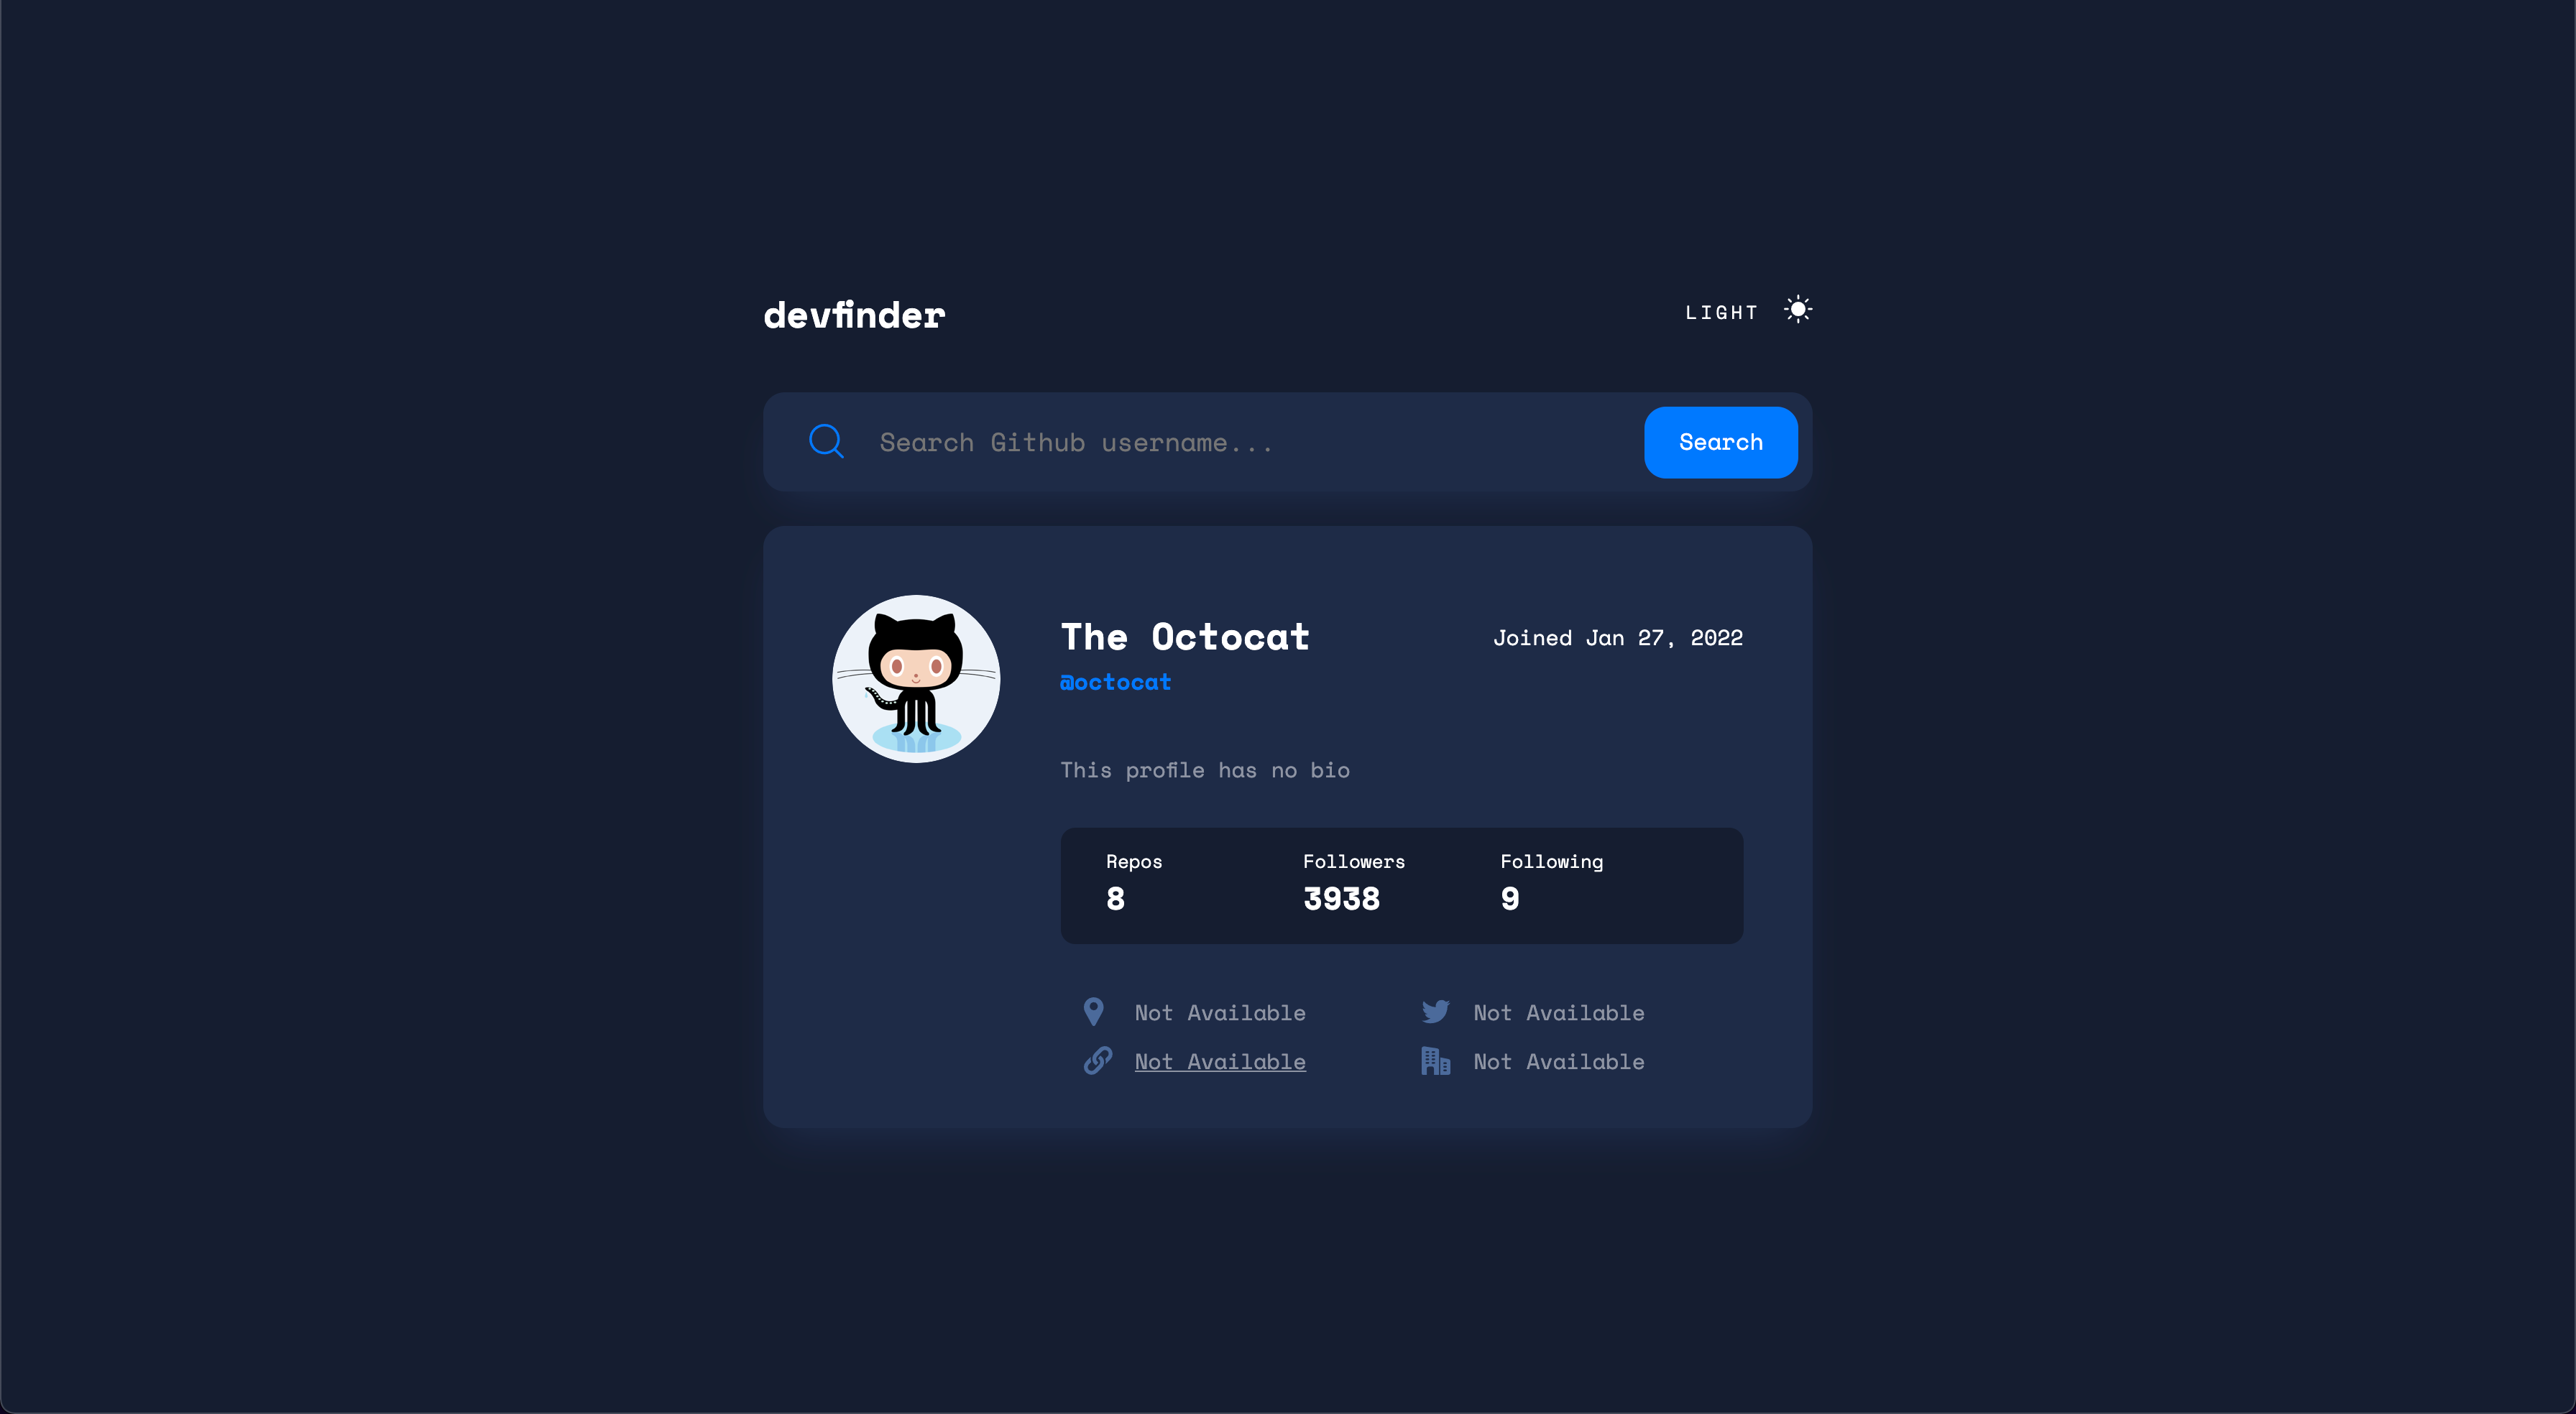 devfinder
LIGHT
Search Github username...
Search
The Octocat
Joined Jan 27, 2022
@octocat
This profile has no bio
Repos
Followers
Following
8
3938
9
Not Available
Not Available
Not Available
Not Available